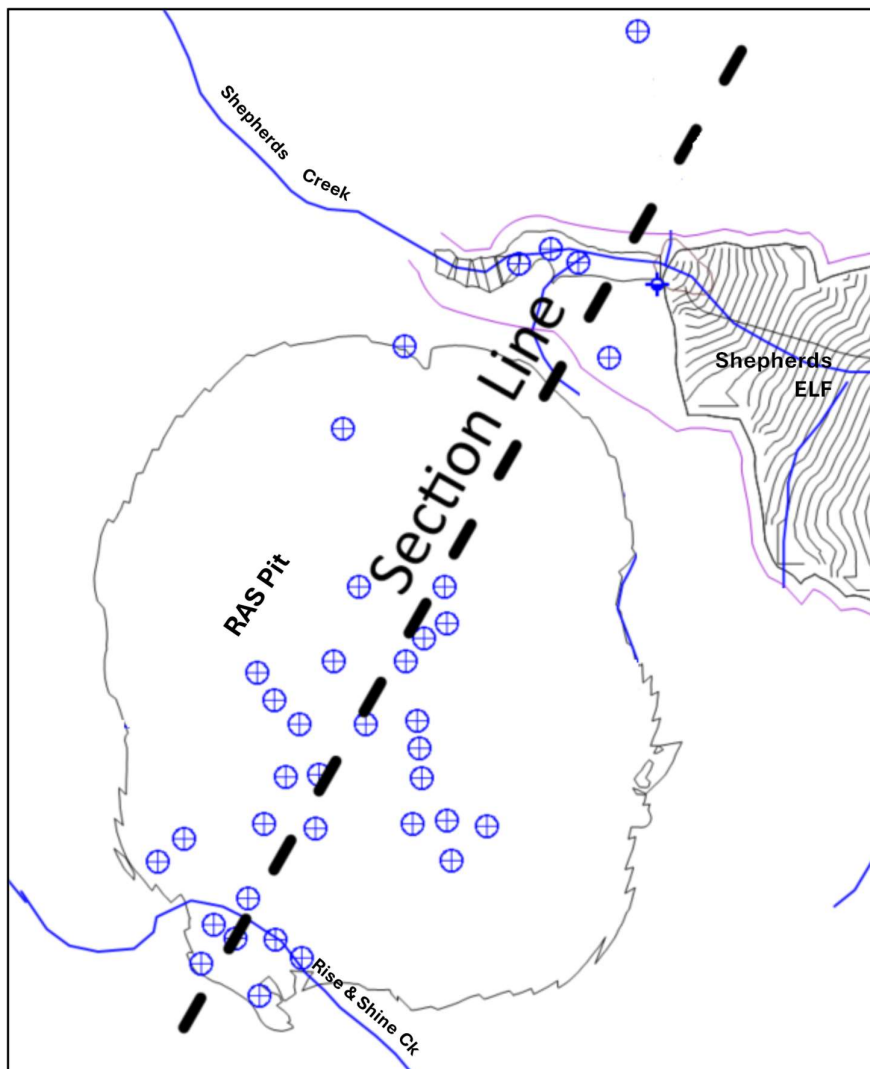 Shepherds Creek
Shepherds
ELF
Section Line
RAS Pit
Rise & Shine Ck